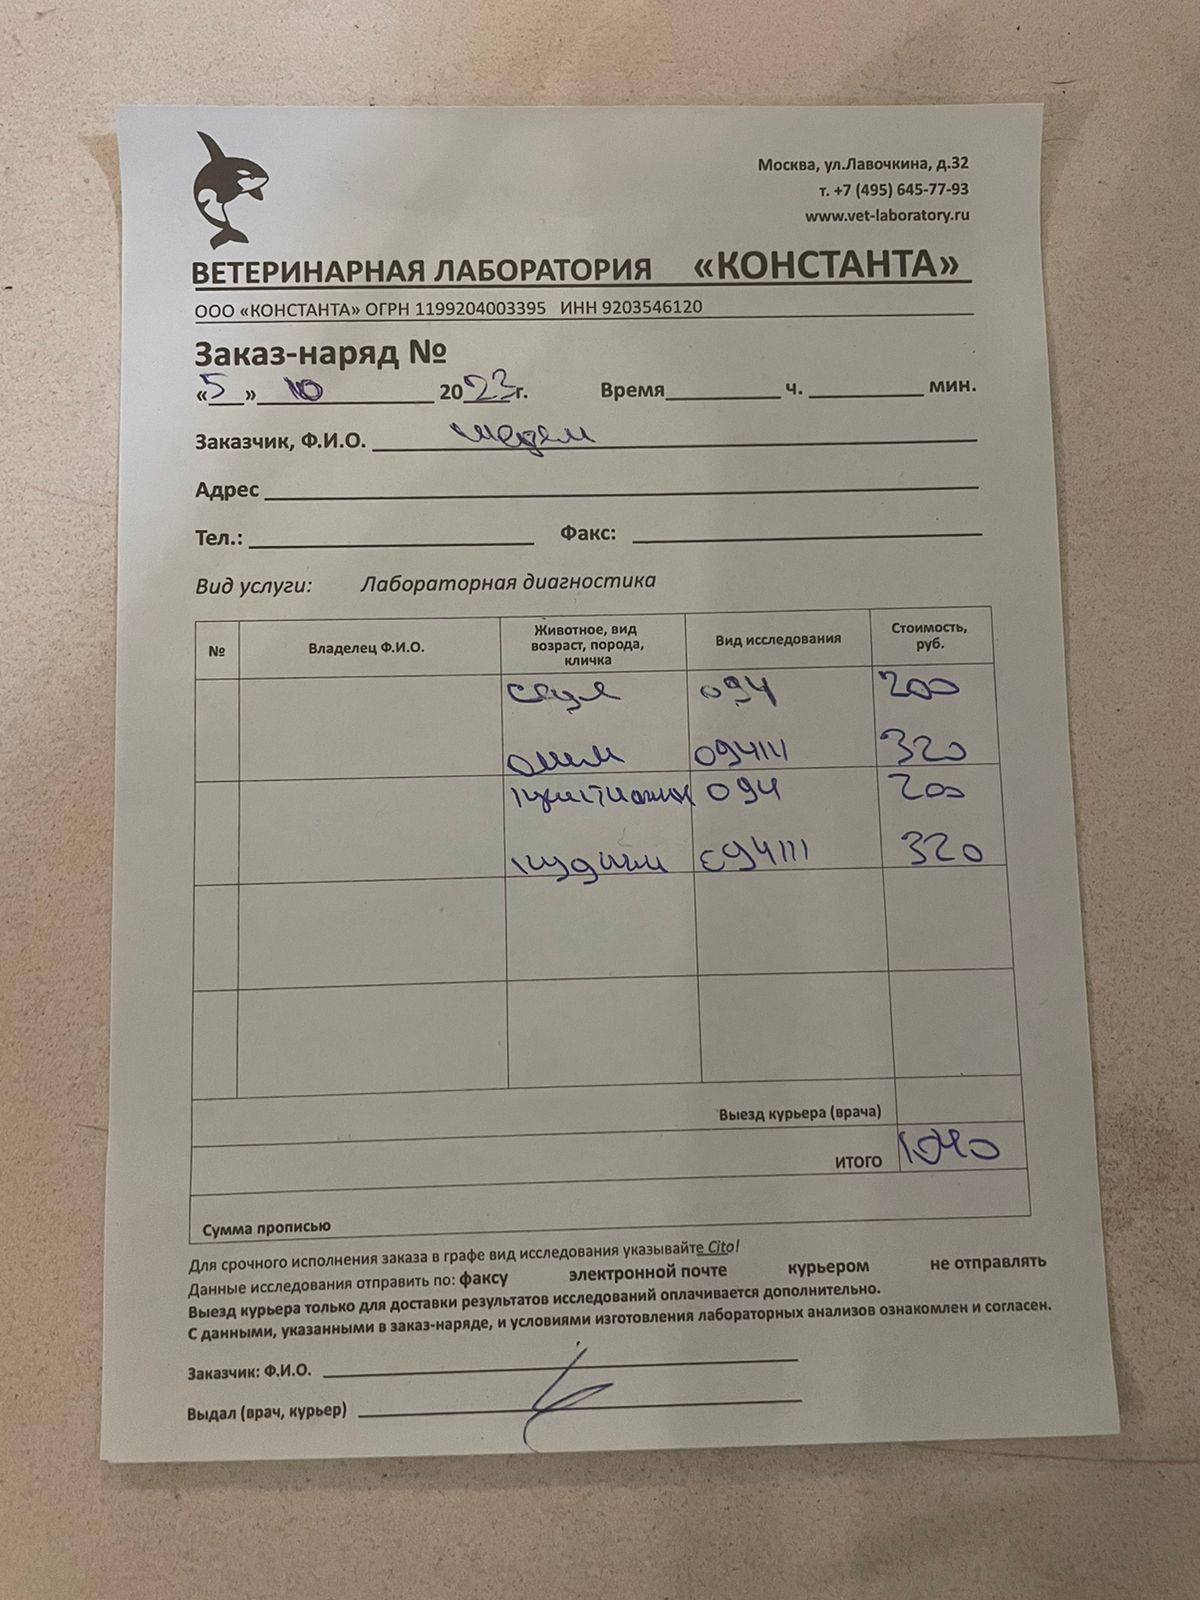 Москва, ул.Лавочкина, д.32
т. +7 (495) 645-77-93
www.vet-laboratory.ru
ВЕТЕРИНАРНАЯ ЛАБОРАТОРИЯ «КОНСТАНТА»
ООО «КОНСТАНТА» ОГРН 1199204003395 ИНН 9203546120
Заказ-наряд №
«5» 10 2023г. Время ч. мин.
Заказчик, Ф.И.О.
Адрес
Тел.: Факс:
Вид услуги: Лабораторная диагностика
№ Владелец Ф.И.О. Животное, вид возраст, порода, кличка Вид исследования Стоимость, руб.
094 200
320
094 200
320
Выезд курьера (врача)
ИТОГО 1040
Сумма прописью
Для срочного исполнения заказа в графе вид исследования указывайте Cito!
Данные исследования отправить по: факсу электронной почте курьером не отправлять
Выезд курьера только для доставки результатов исследований оплачивается дополнительно.
С данными, указанными в заказ-наряде, и условиями изготовления лабораторных анализов ознакомлен и согласен.
Заказчик: Ф.И.О.
Выдал (врач, курьер)